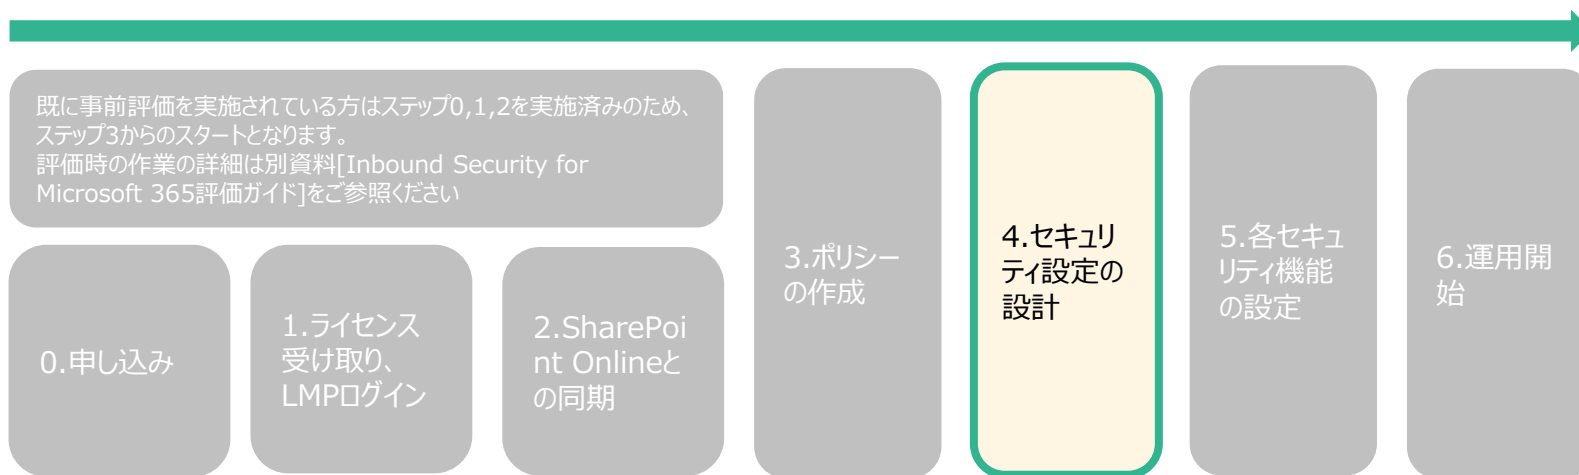 既に事前評価を実施されている方はステップ0,1,2を実施済みのため、
ステップ3からのスタートとなります。
評価時の作業の詳細は別資料[Inbound Security for
Microsoft 365評価ガイド]をご参照ください
0.申し込み
1.ライセンス
受け取り、
LMPログイン
2.SharePoi
nt Onlineと
の同期
3.ポリシー
の作成
4.セキュリ
ティ設定の
設計
5.各セキュ
リティ機能
の設定
6.運用開
始